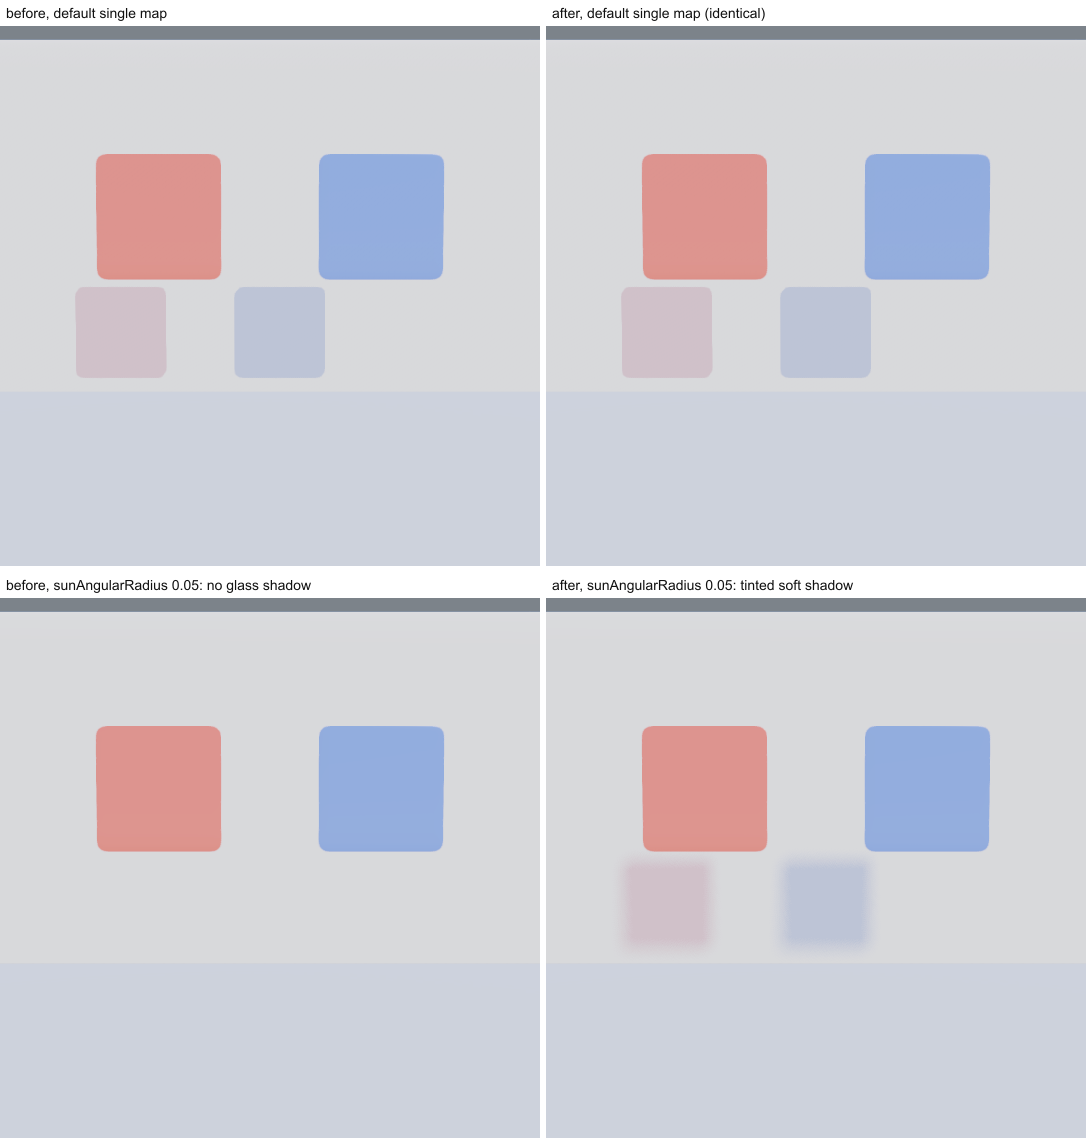 before, default single map
after, default single map (identical)
before, sunAngularRadius 0.05: no glass shadow
after, sunAngularRadius 0.05: tinted soft shadow